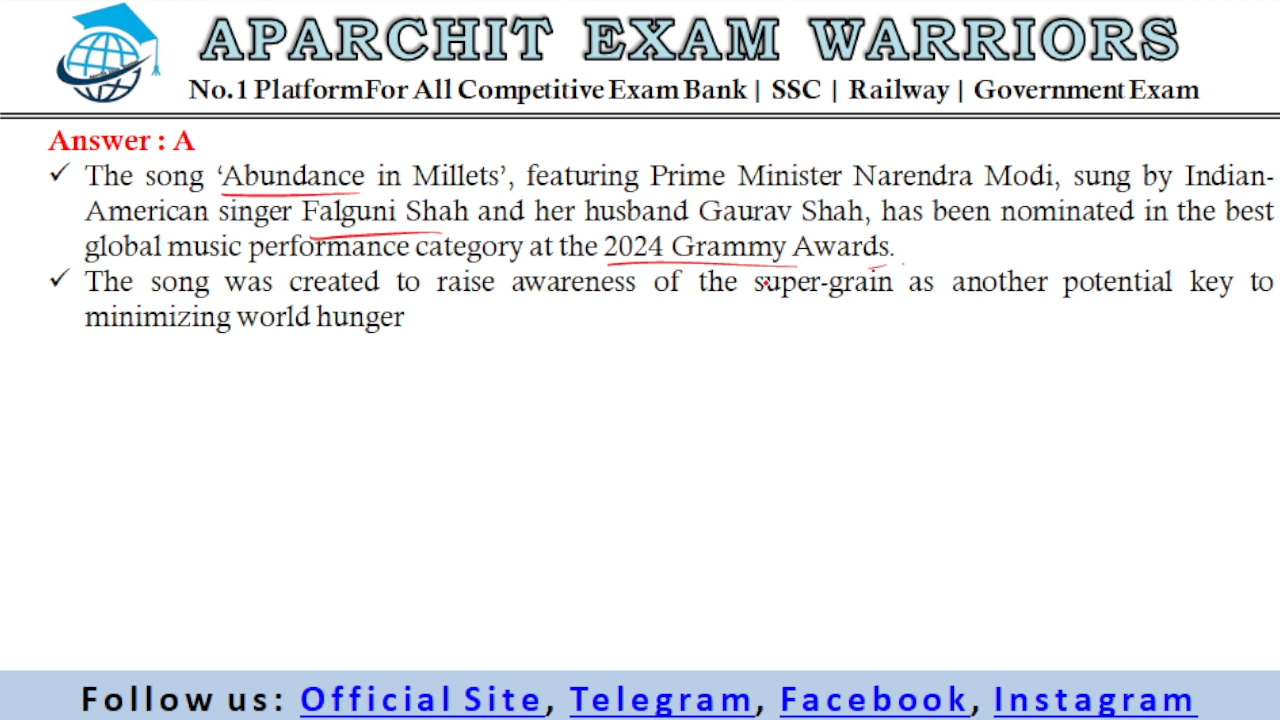 APARCHIT EXAM WARRIORS
No.1 PlatformFor All Competitive Exam Bank | SSC | Railway | Government Exam
Answer : A
✓ The song ‘Abundance in Millets’, featuring Prime Minister Narendra Modi, sung by Indian-
American singer Falguni Shah and her husband Gaurav Shah, has been nominated in the best
global music performance category at the 2024 Grammy Awards.
✓ The song was created to raise awareness of the super-grain as another potential key to
minimizing world hunger
Follow us: Official Site, Telegram, Facebook, Instagram